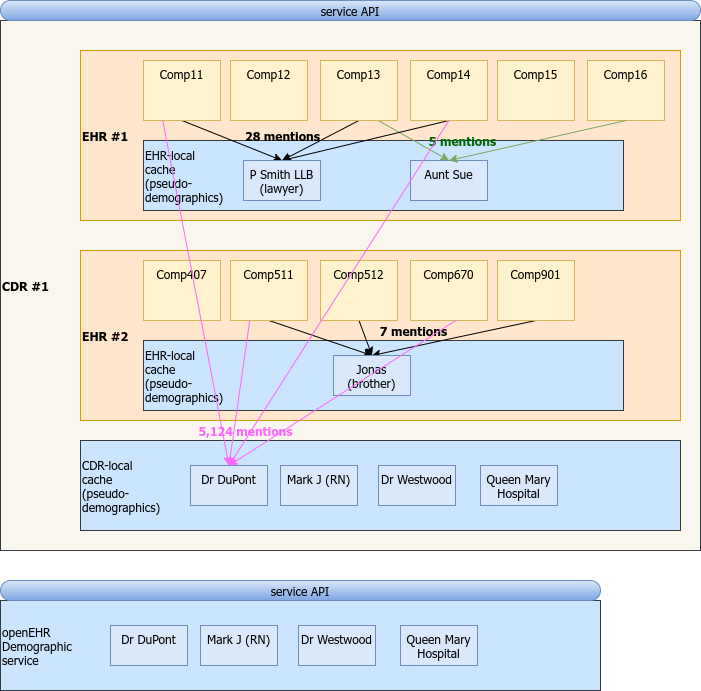 service API
Comp11
Comp12
Comp13
Comp14
Comp15
Comp16
EHR #1
28 mentions
5 mentions
EHR-local
cache
(pseudo-
demographics)
P Smith LLB
(lawyer)
Aunt Sue
CDR #1
Comp407
Comp511
Comp512
Comp670
Comp901
EHR #2
7 mentions
EHR-local
cache
(pseudo-
demographics)
Jonas
(brother)
5,124 mentions
CDR-local
cache
(pseudo-
demographics)
Dr DuPont
Mark J (RN)
Dr Westwood
Queen Mary
Hospital
service API
openEHR
Demographic
service
Dr DuPont
Mark J (RN)
Dr Westwood
Queen Mary
Hospital